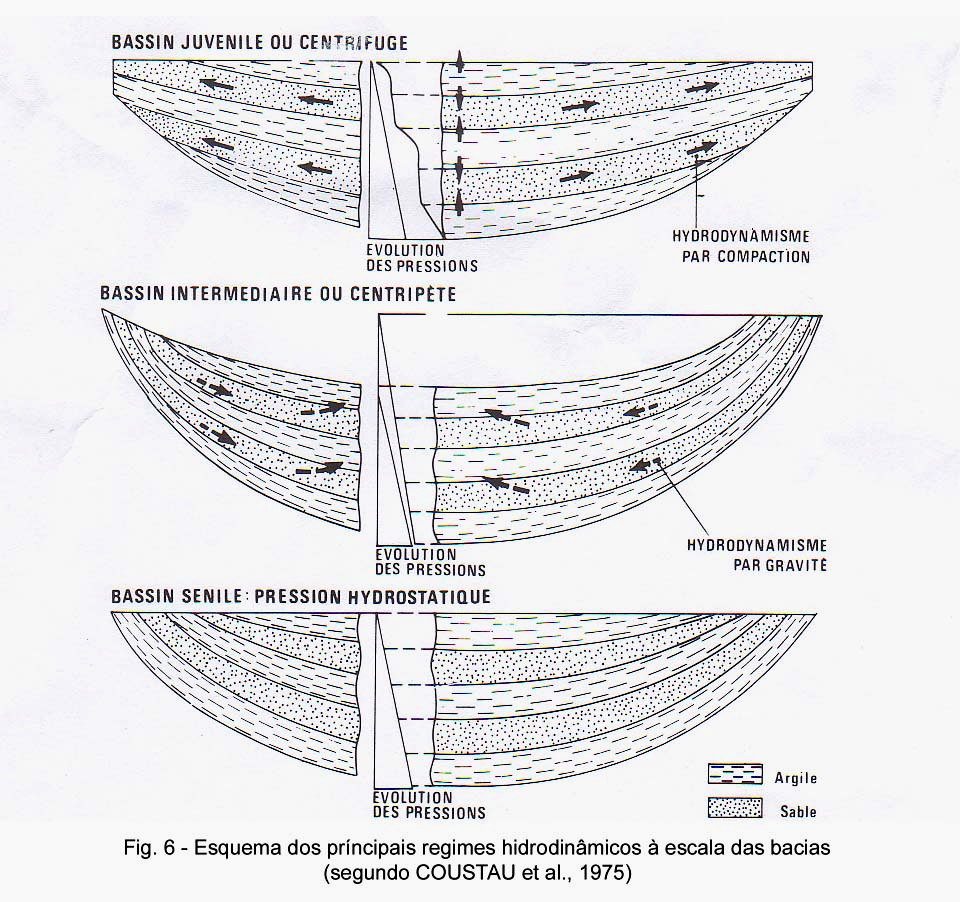 BASSIN JUVENILE OU CENTRIFUGE
EVOLUTION
DES PRESSIONS
HYDRODYNAMISME
PAR COMPACTION
BASSIN INTERMEDIAIRE OU CENTRIPÈTE
EVOLUTION
DES PRESSIONS
HYDRODYNAMISME
PAR GRAVITÉ
BASSIN SENILE: PRESSION HYDROSTATIQUE
EVOLUTION
DES PRESSIONS
Argile
Sable
Fig. 6 - Esquema dos príncipais regimes hidrodinâmicos à escala das bacias
(segundo COUSTAU et al., 1975)